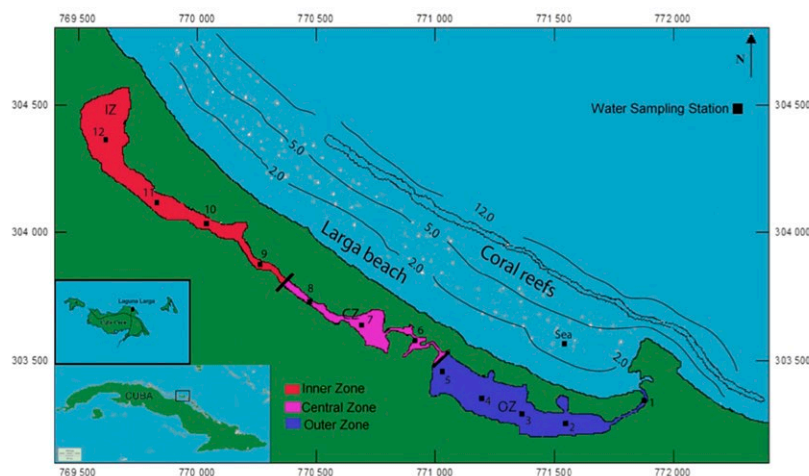 769 500
770 000
770 500
771 000
771 500
772 000
N
304 500
304 500
Water Sampling Station
IZ
12
5.0
2.0
12.0
11
10
5.0
304 000
304 000
Larga beach
Coral reefs
2.0
9
8
Laguna Larga
CZ
7
6
Sea
2.0
303 500
303 500
5
CUBA
Inner Zone
4
OZ
3
1
Central Zone
2
Outer Zone
769 500
770 000
770 500
771 000
771 500
772 000